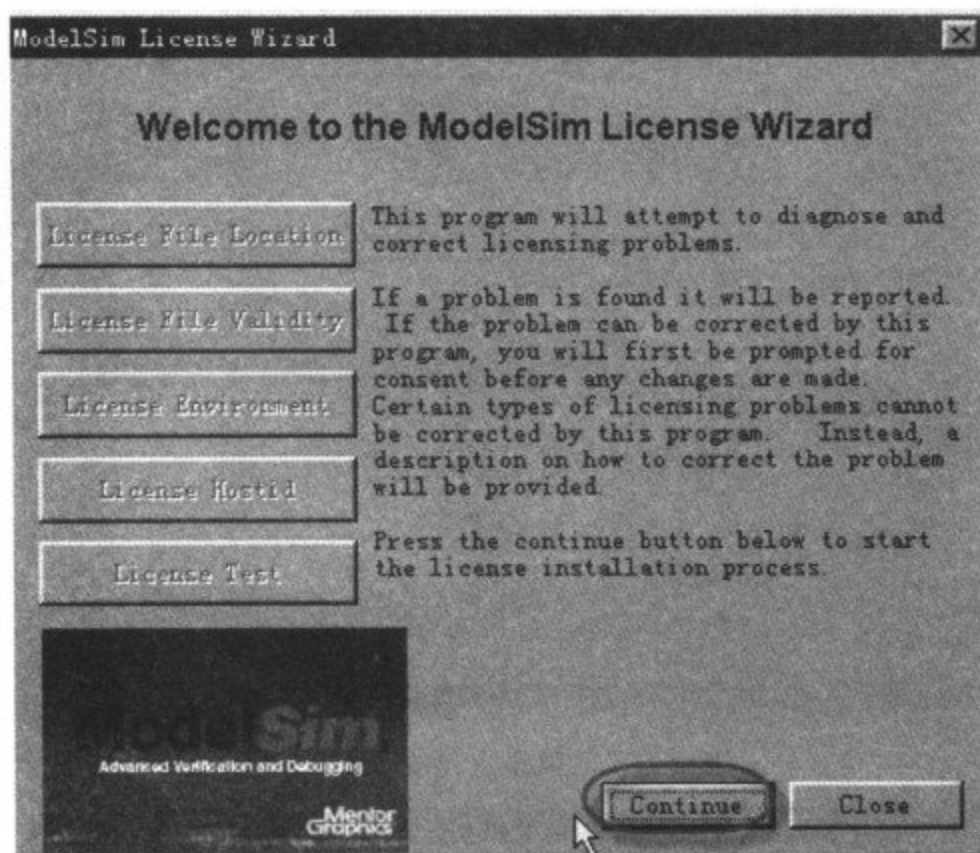 ModelSim License Wizard
Welcome to the ModelSim License Wizard
License File Location
License File Validity
License Environment
License Hostid
License Test
This program will attempt to diagnose and
correct licensing problems.
If a problem is found it will be reported.
If the problem can be corrected by this
program, you will first be prompted for
consent before any changes are made.
Certain types of licensing problems cannot
be corrected by this program. Instead, a
description on how to correct the problem
will be provided.
Press the continue button below to start
the license installation process.
ModelSim.
Advanced Verification and Debugging
Mentor
Graphics
Continue
Close